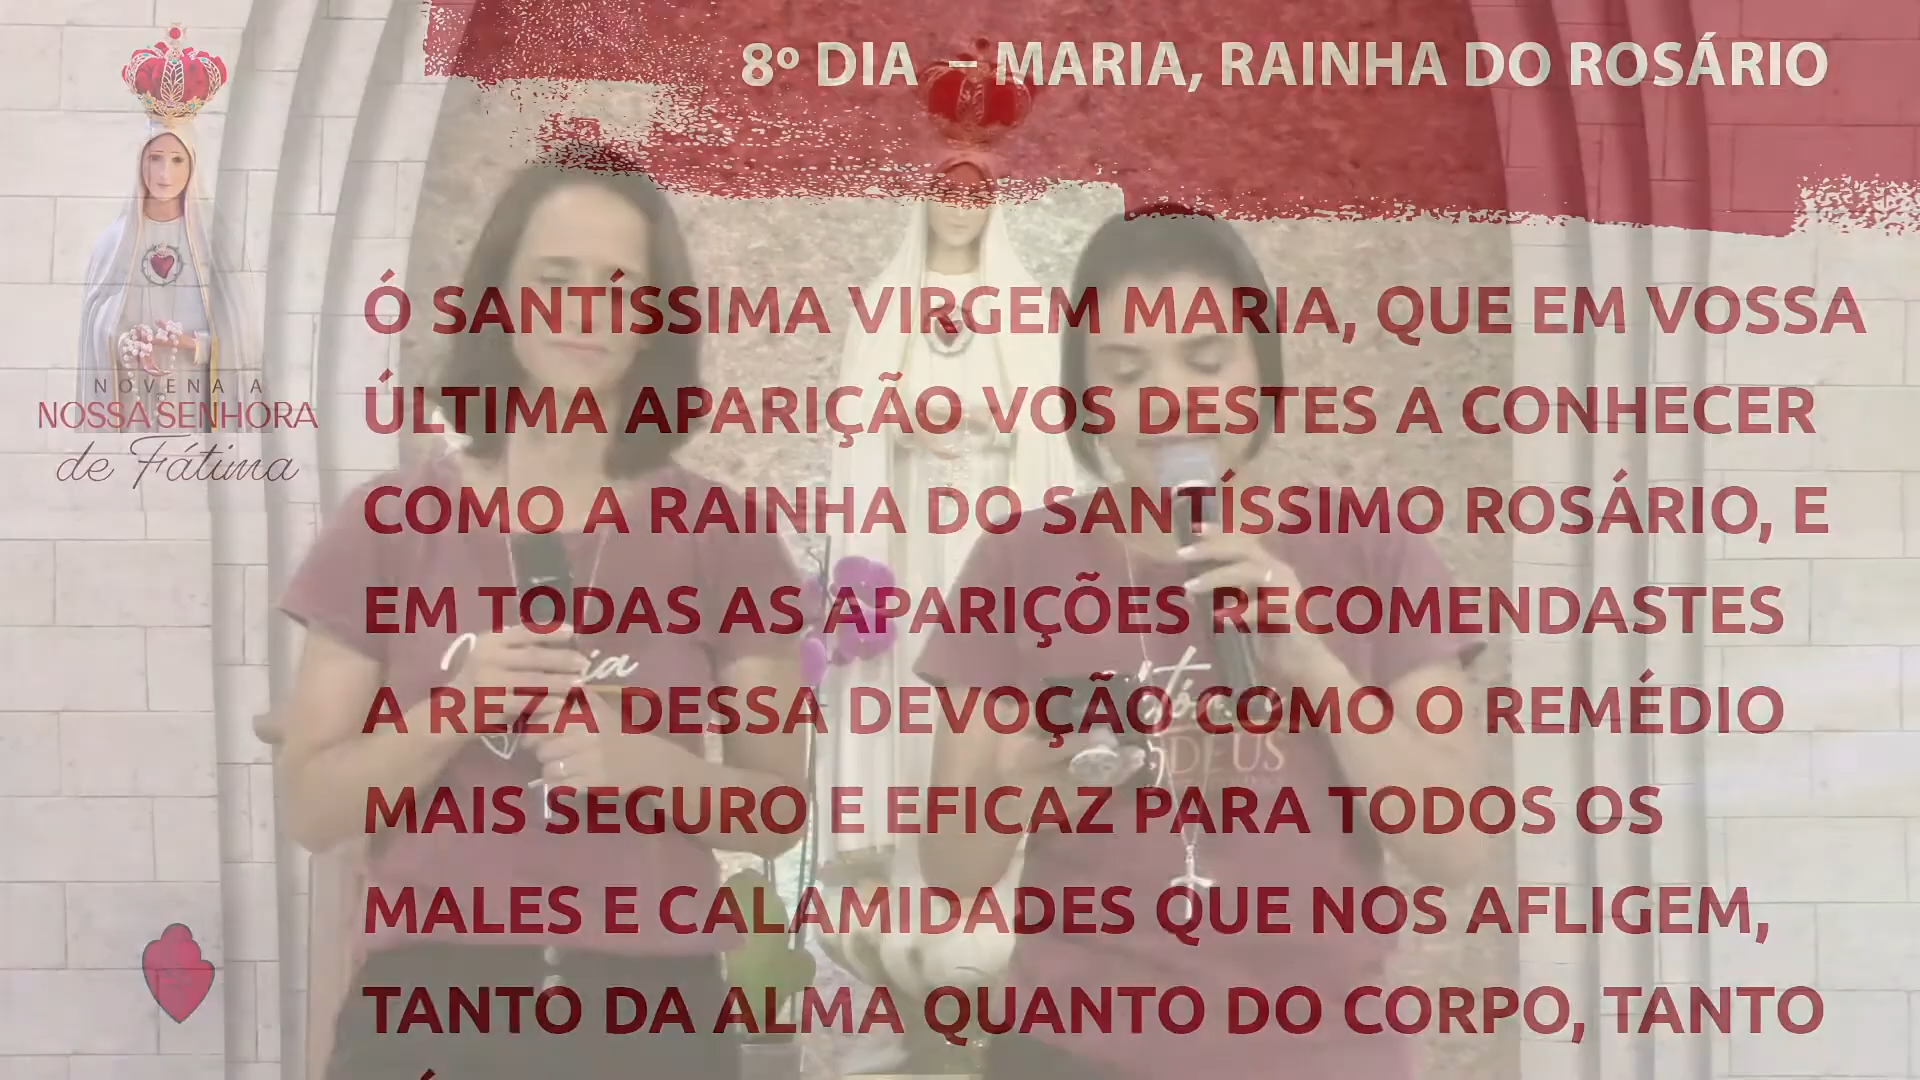 8º DIA – MARIA, RAINHA DO ROSÁRIO
NOVENA A
NOSSA SENHORA
de Fátima
Ó SANTÍSSIMA VIRGEM MARIA, QUE EM VOSSA
ÚLTIMA APARIÇÃO VOS DESTES A CONHECER
COMO A RAINHA DO SANTÍSSIMO ROSÁRIO, E
EM TODAS AS APARIÇÕES RECOMENDASTES
A REZA DESSA DEVOÇÃO COMO O REMÉDIO
MAIS SEGURO E EFICAZ PARA TODOS OS
MALES E CALAMIDADES QUE NOS AFLIGEM,
TANTO DA ALMA QUANTO DO CORPO, TANTO
DEUS